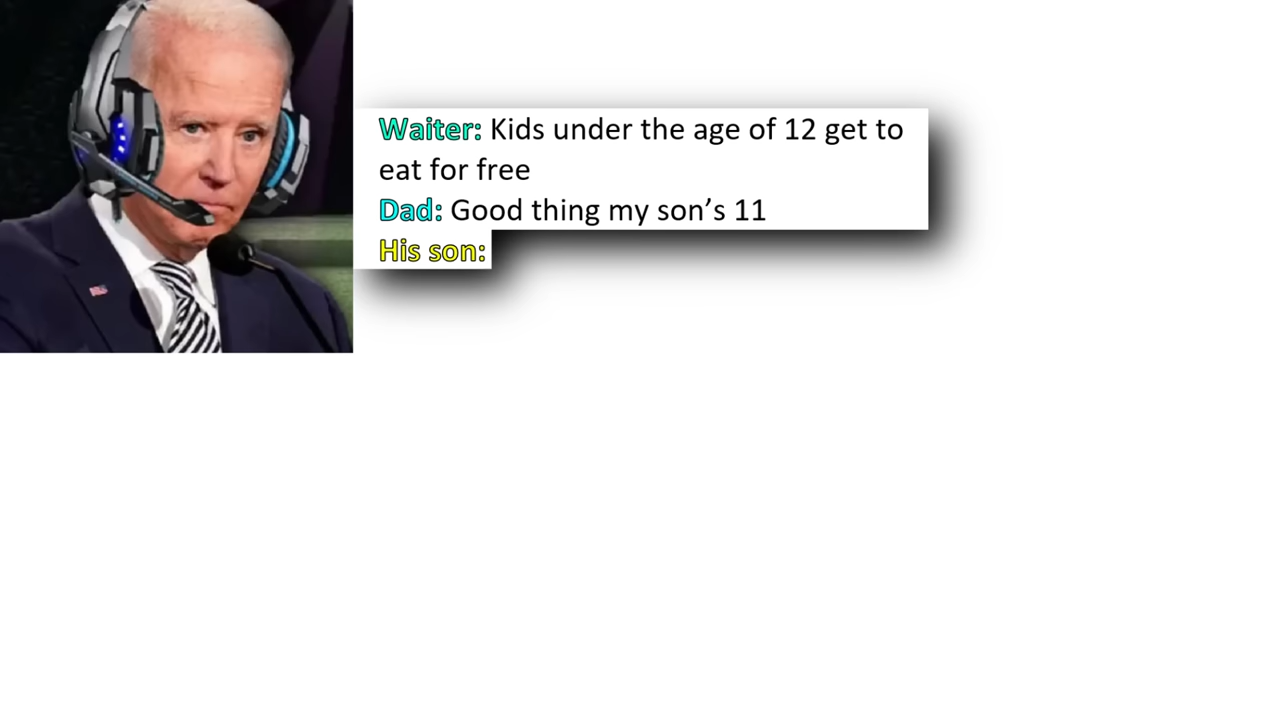 Waiter: Kids under the age of 12 get to
eat for free
Dad: Good thing my son’s 11
His son: